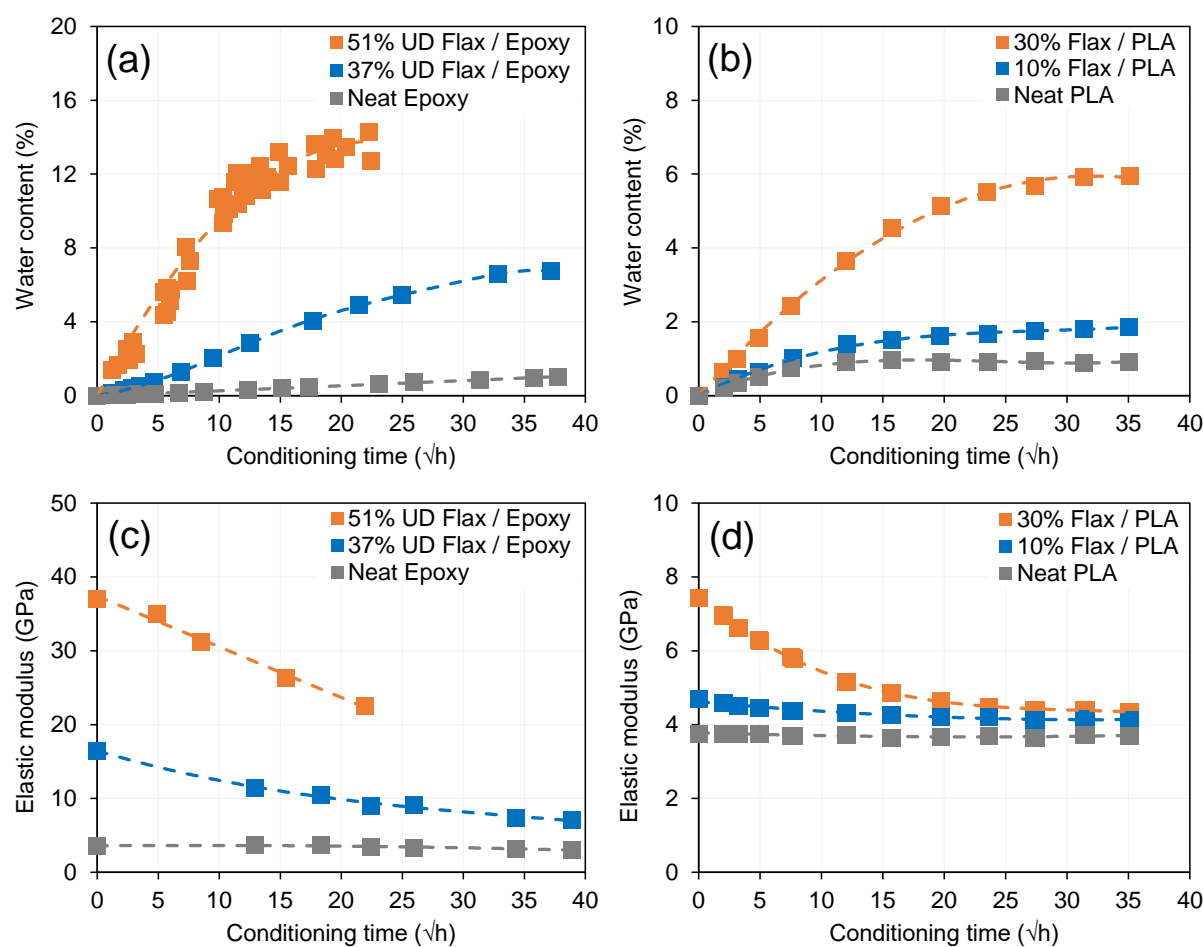 (a)
51% UD Flax / Epoxy
37% UD Flax / Epoxy
Neat Epoxy
Water content (%)
20
16
12
8
4
0
0 5 10 15 20 25 30 35 40
Conditioning time (√h)
(b)
30% Flax / PLA
10% Flax / PLA
Neat PLA
Water content (%)
10
8
6
4
2
0
0 5 10 15 20 25 30 35 40
Conditioning time (√h)
(c)
51% UD Flax / Epoxy
37% UD Flax / Epoxy
Neat Epoxy
Elastic modulus (GPa)
50
40
30
20
10
0
0 5 10 15 20 25 30 35 40
Conditioning time (√h)
(d)
30% Flax / PLA
10% Flax / PLA
Neat PLA
Elastic modulus (GPa)
10
8
6
4
2
0
0 5 10 15 20 25 30 35 40
Conditioning time (√h)